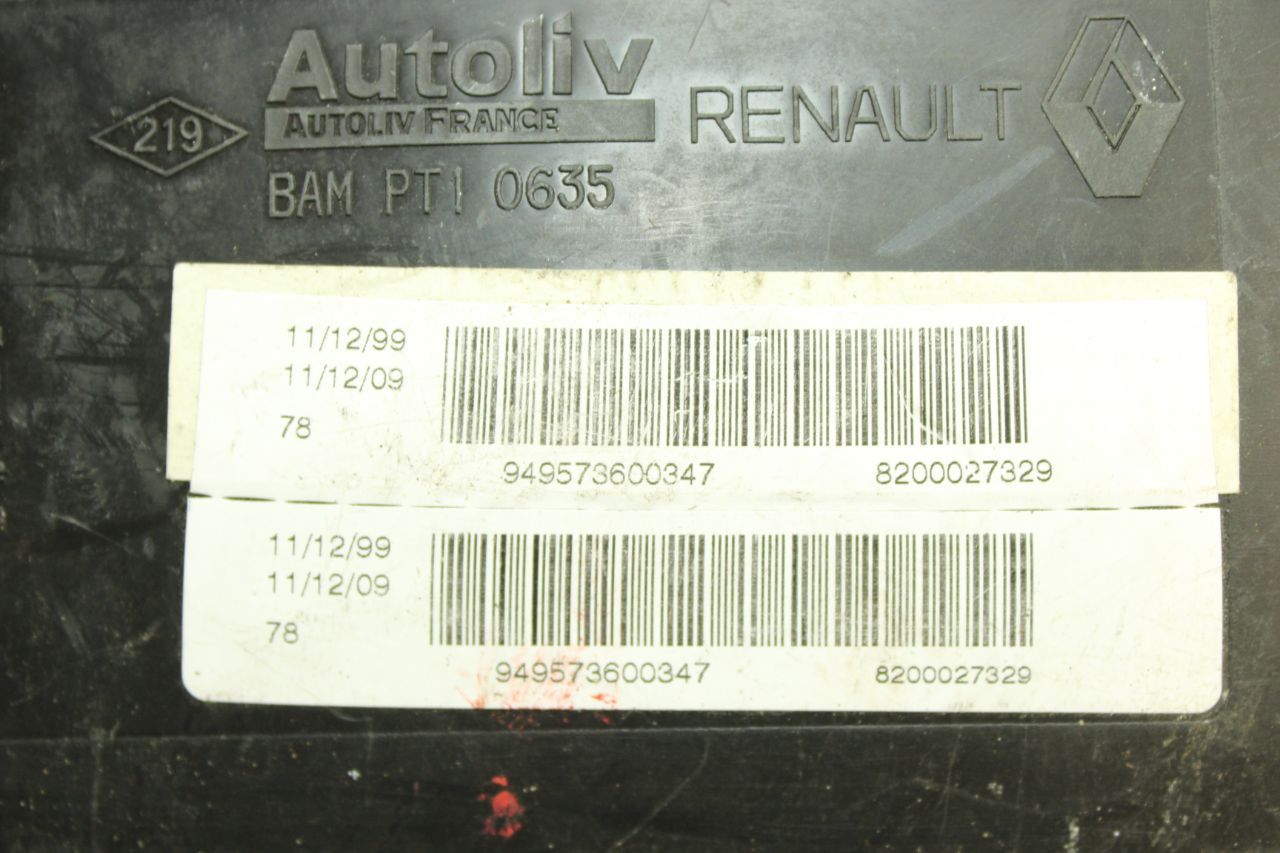 Autoliv
AUTOLIV FRANCE
RENAULT
219
BAM PT1 0635
11/12/99
11/12/09
78
949573600347 8200027329
11/12/99
11/12/09
78
949573600347 8200027329